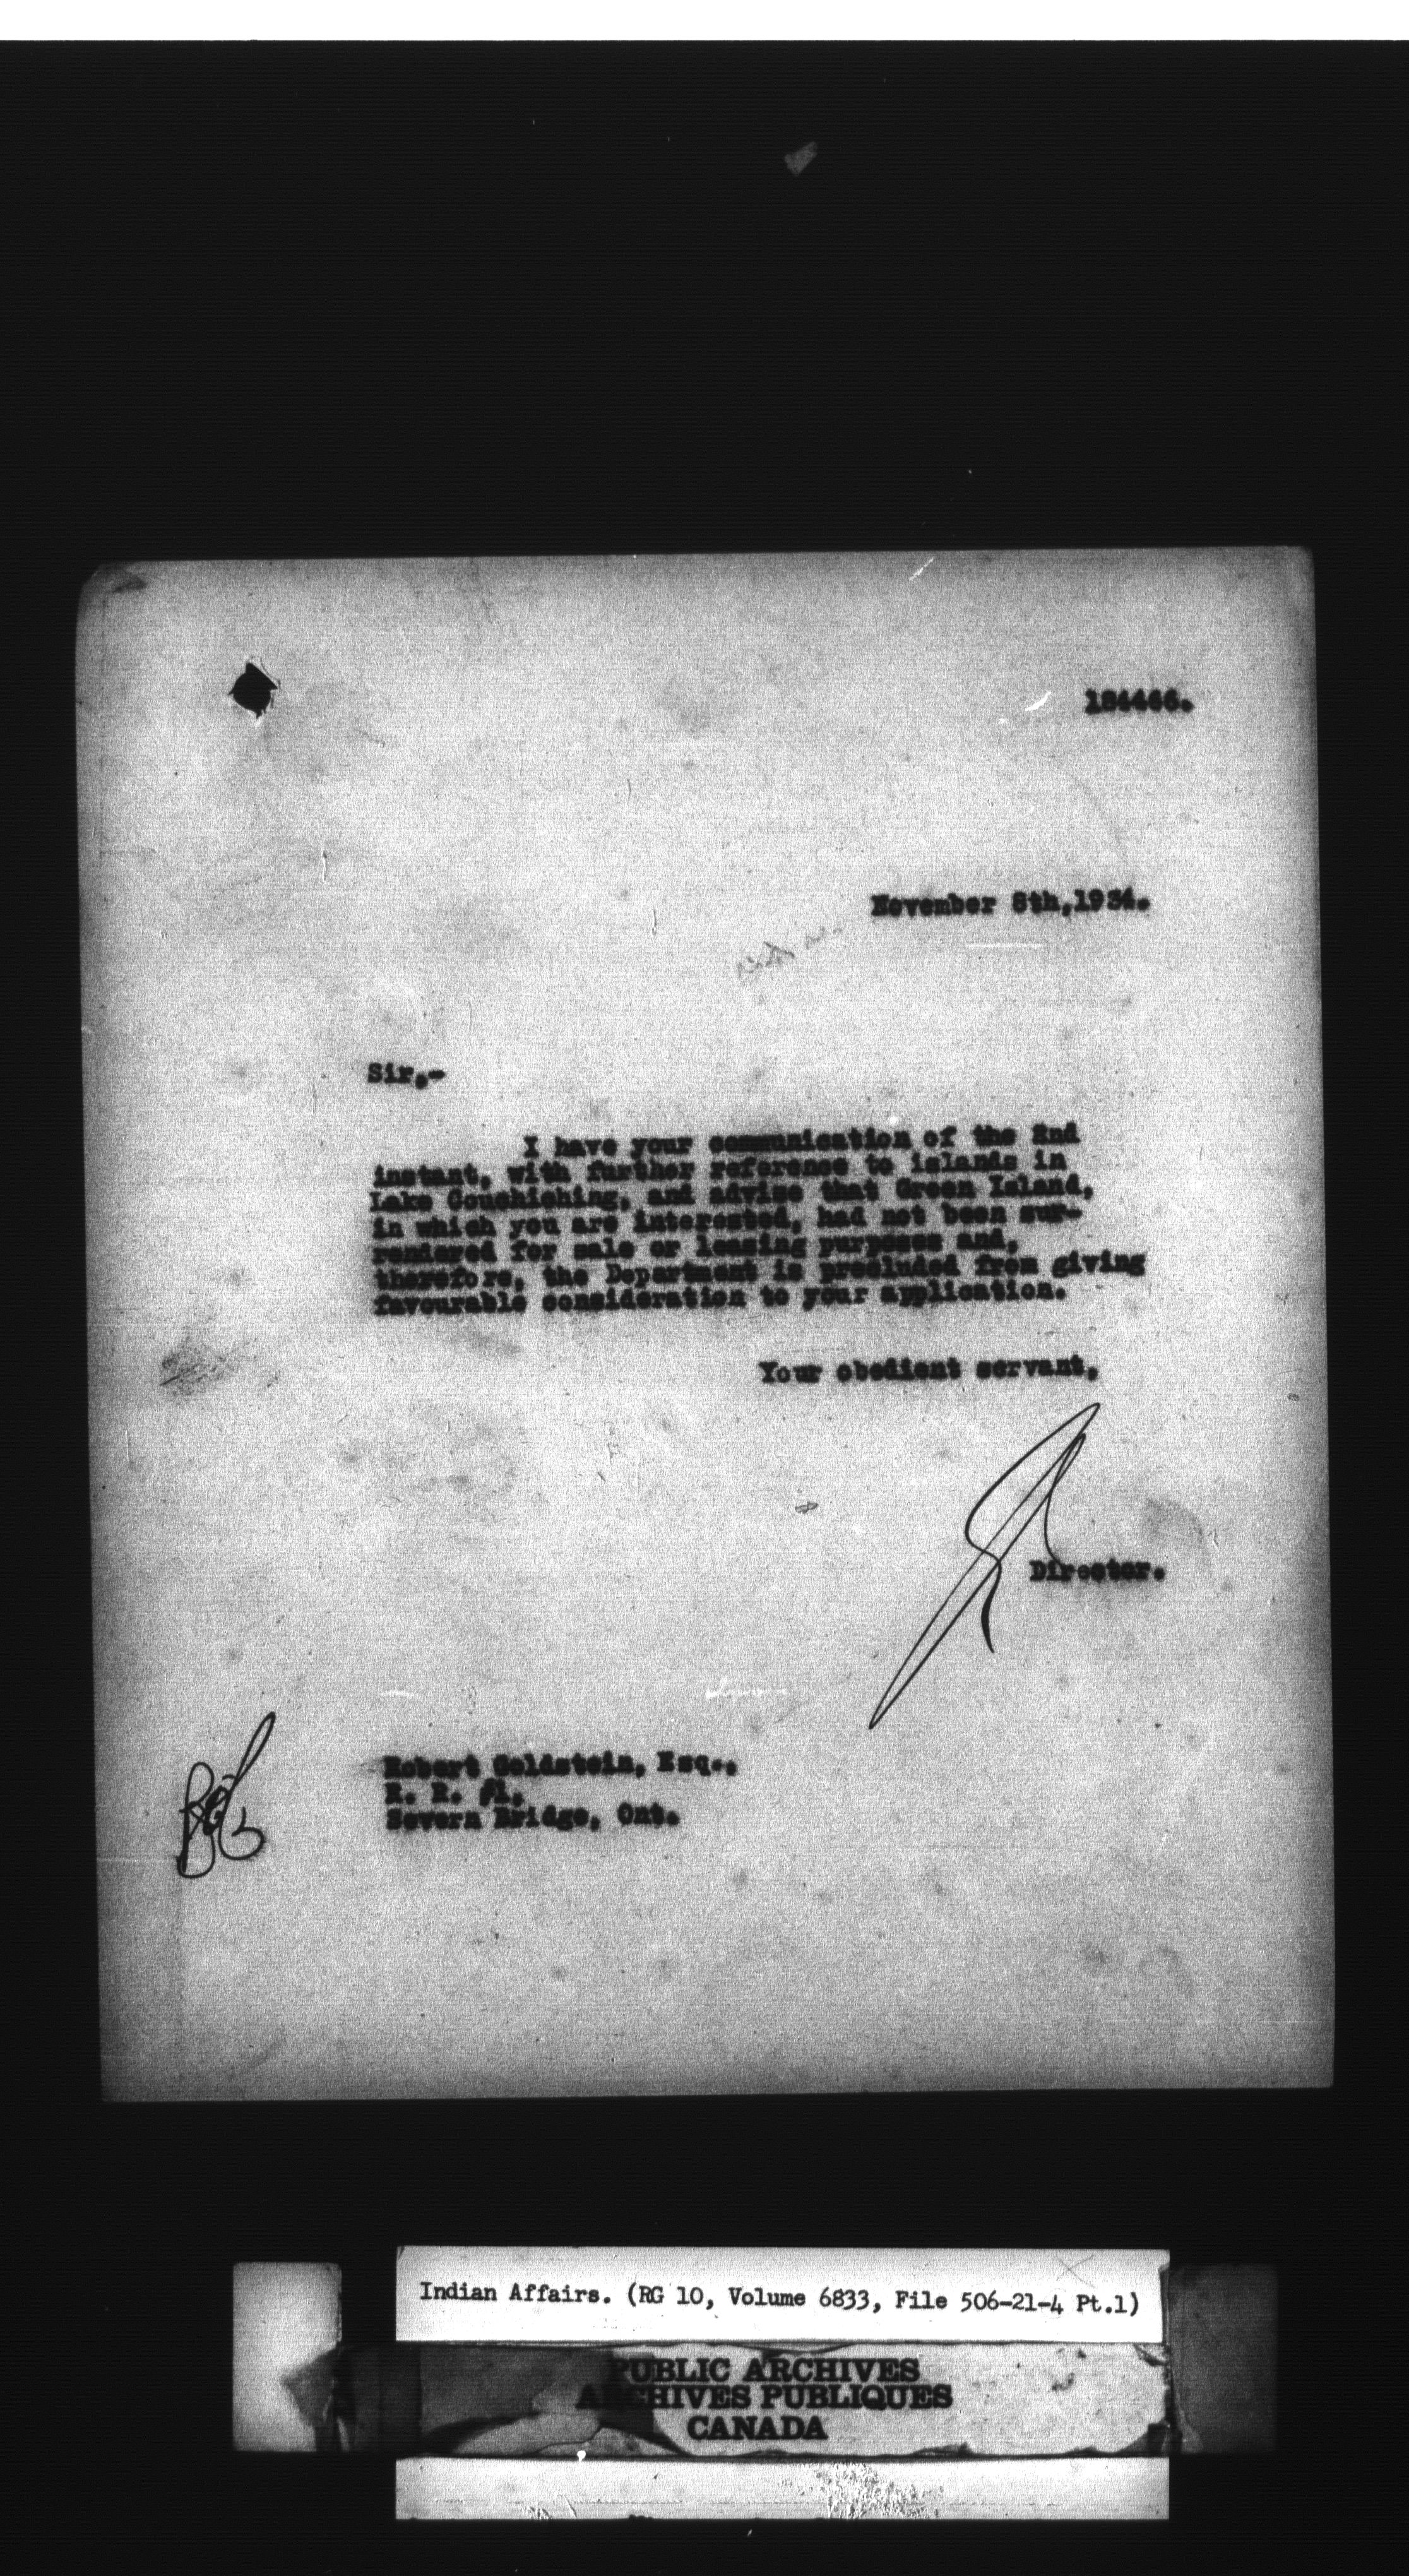 184466.
November 8th,1934.
Sir,-
I have your communication of the 2nd
instant, with further reference to islands in
Lake Couchiching, and advise that Green Island,
in which you are interested, had not been sur-
rendered for sale or leasing purposes and,
therefore, the Department is precluded from giving
favourable consideration to your application.
Your obedient servant,
Director.
Robert Goldstein, Esq.,
R. R. #1,
Severn Bridge, Ont.
Indian Affairs. (RG 10, Volume 6833, File 506-21-4 Pt.1)
PUBLIC ARCHIVES
ARCHIVES PUBLIQUES
CANADA